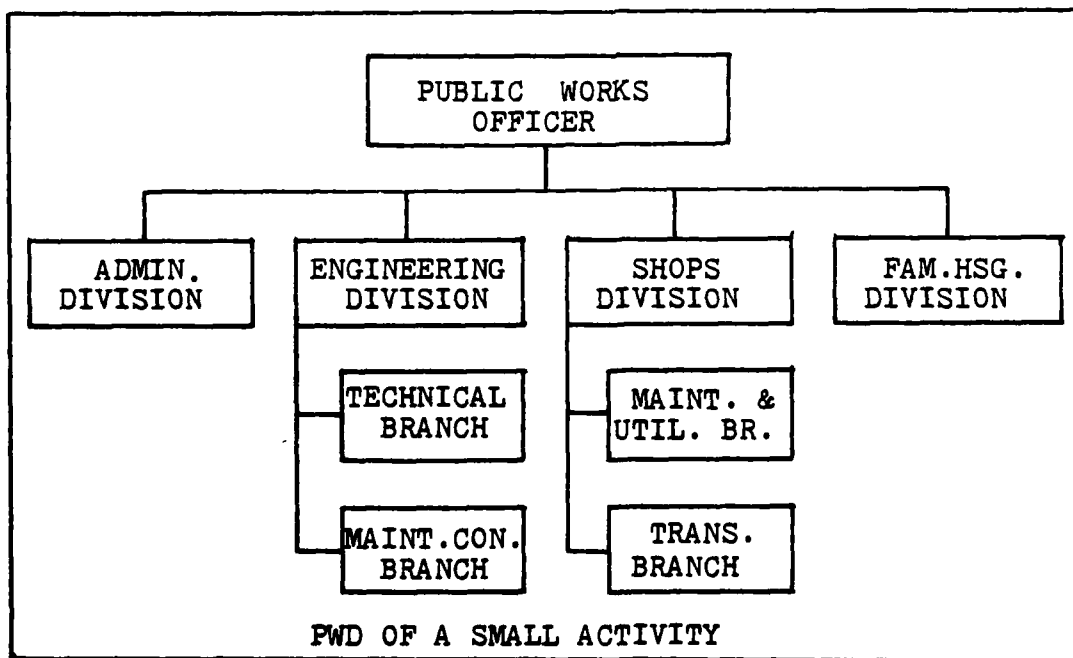 PUBLIC WORKS
OFFICER
ADMIN.
DIVISION
ENGINEERING
DIVISION
SHOPS
DIVISION
FAM.HSG.
DIVISION
TECHNICAL
BRANCH
MAINT. &
UTIL. BR.
MAINT.CON.
BRANCH
TRANS.
BRANCH
PWD OF A SMALL ACTIVITY